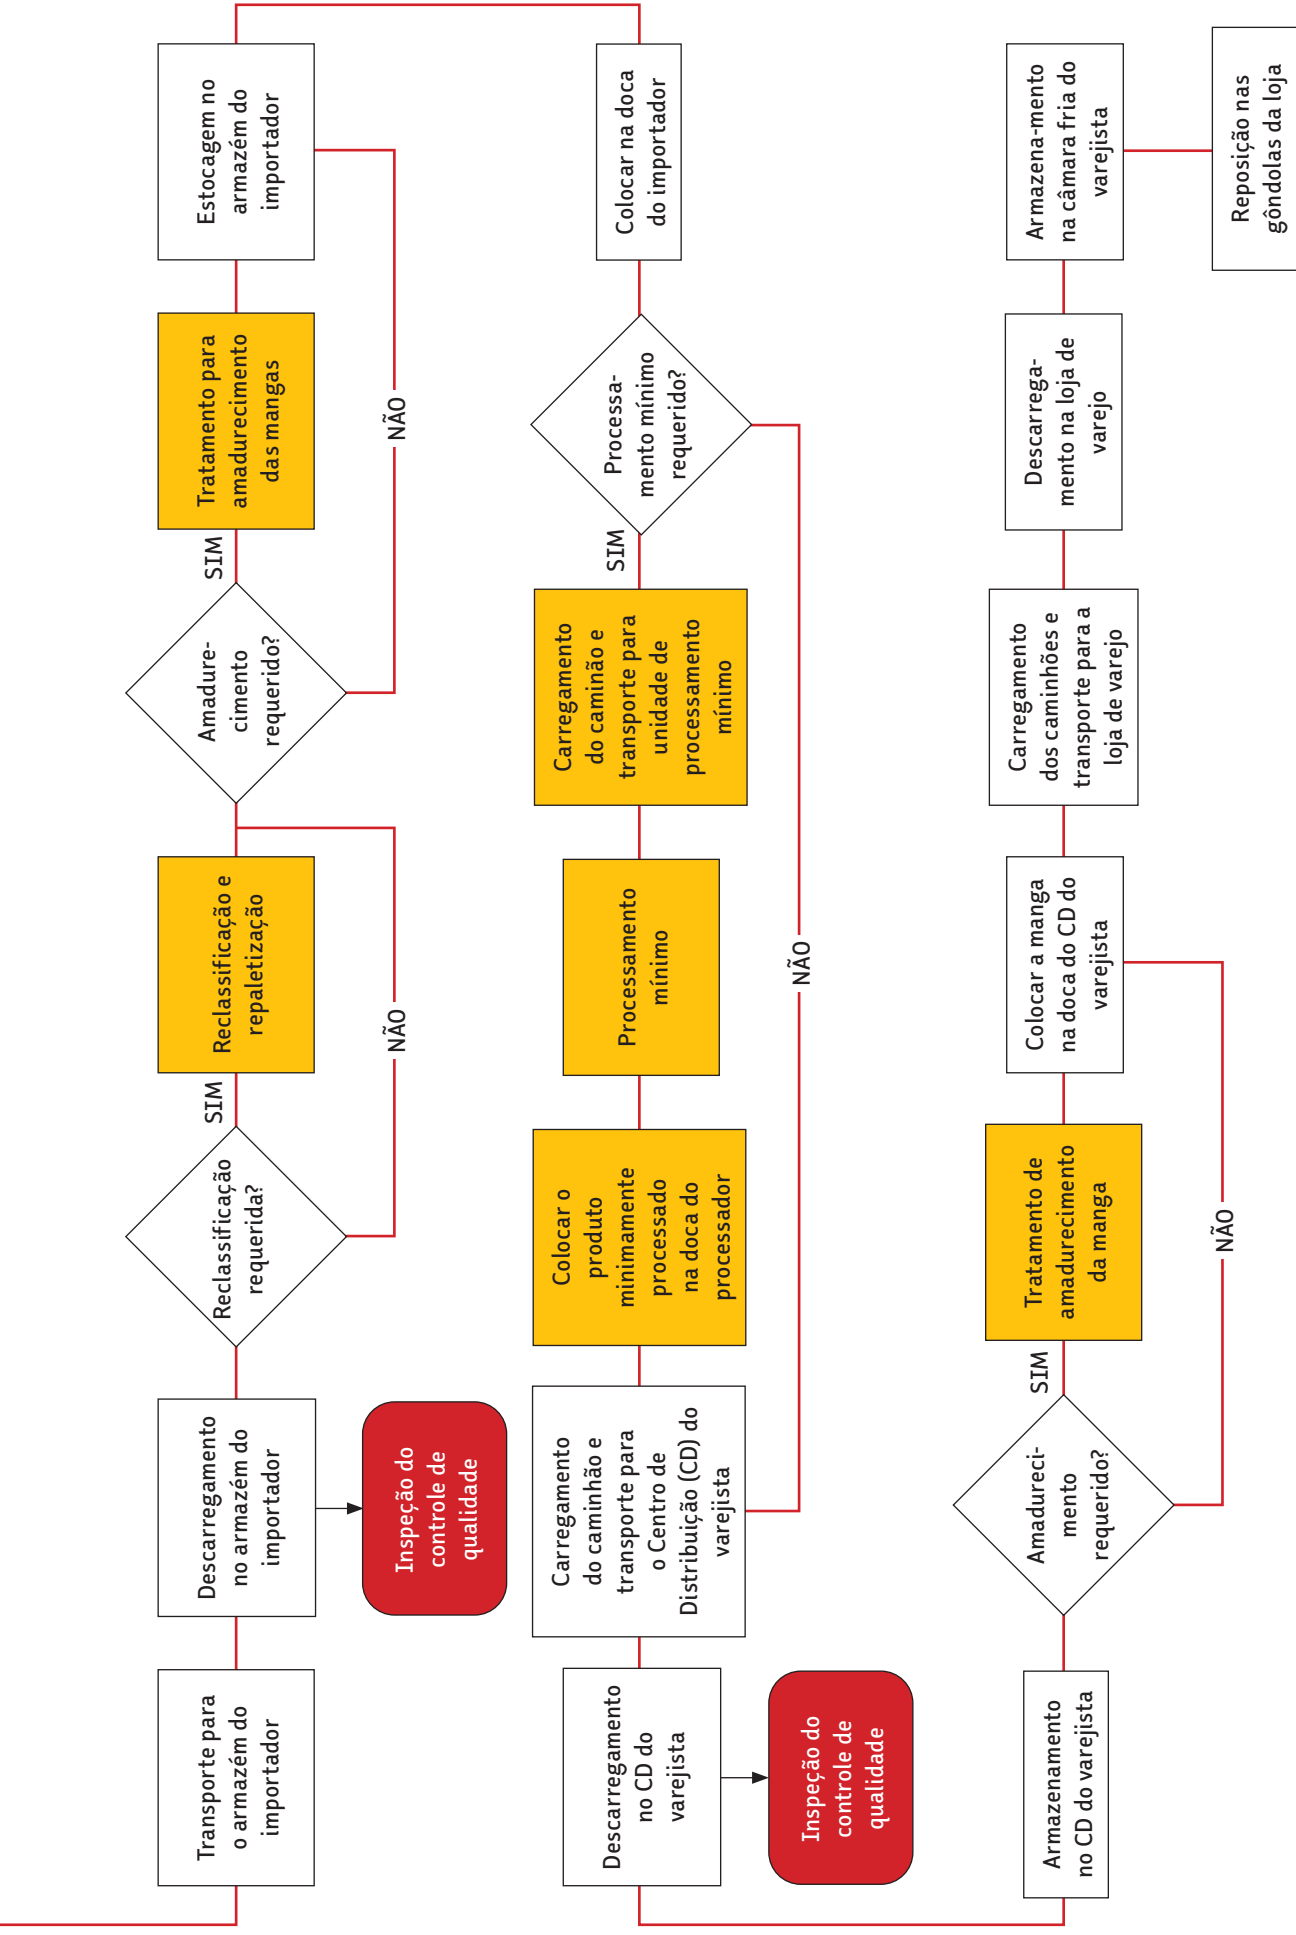 Transporte para
o armazém do
importador
Descarregamento
no armazém do
importador
Inspeção do
controle de
qualidade
Reclassificação
requerida?
SIM
NÃO
Reclassificação e
repaletização
Amadure-
cimento
requerido?
SIM
NÃO
Tratamento para
amadurecimento
das mangas
Estocagem no
armazém do
importador
Colocar na doca
do importador
Processa-
mento mínimo
requerido?
SIM
NÃO
Carregamento
do caminão e
transporte para
unidade de
processamento
mínimo
Processamento
mínimo
Colocar o
produto
minimamente
processado
na doca do
processador
Carregamento
do caminhão e
transporte para
o Centro de
Distribuição (CD) do
varejista
Descarregamento
no CD do
varejista
Inspeção do
controle de
qualidade
Armazenamento
no CD do varejista
Amadureci-
mento
requerido?
SIM
NÃO
Tratamento de
amadurecimento
da manga
Colocar a manga
na doca do CD do
varejista
Carregamento
dos caminhões e
transporte para a
loja de varejo
Descarrega-
mento na loja de
varejo
Armazena-mento
na câmara fria do
varejista
Reposição nas
gôndolas da loja